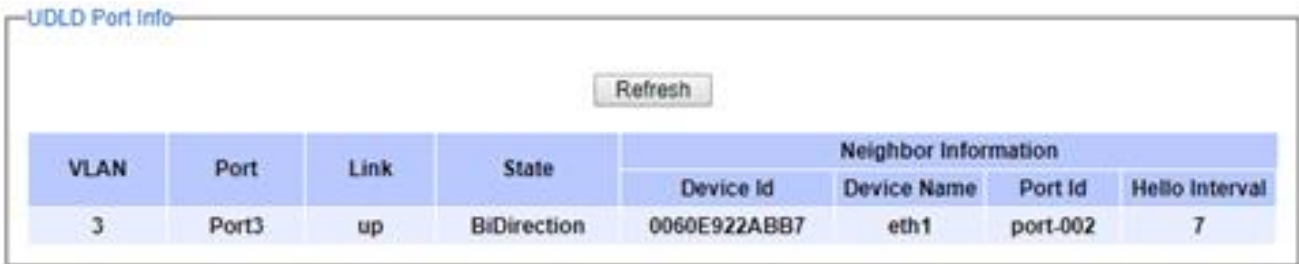 UDLD Port Info
Refresh
VLAN Port Link State Neighbor Information
Device Id Device Name Port Id Hello Interval
3 Port3 up BiDirection 0060E922ABB7 eth1 port-002 7